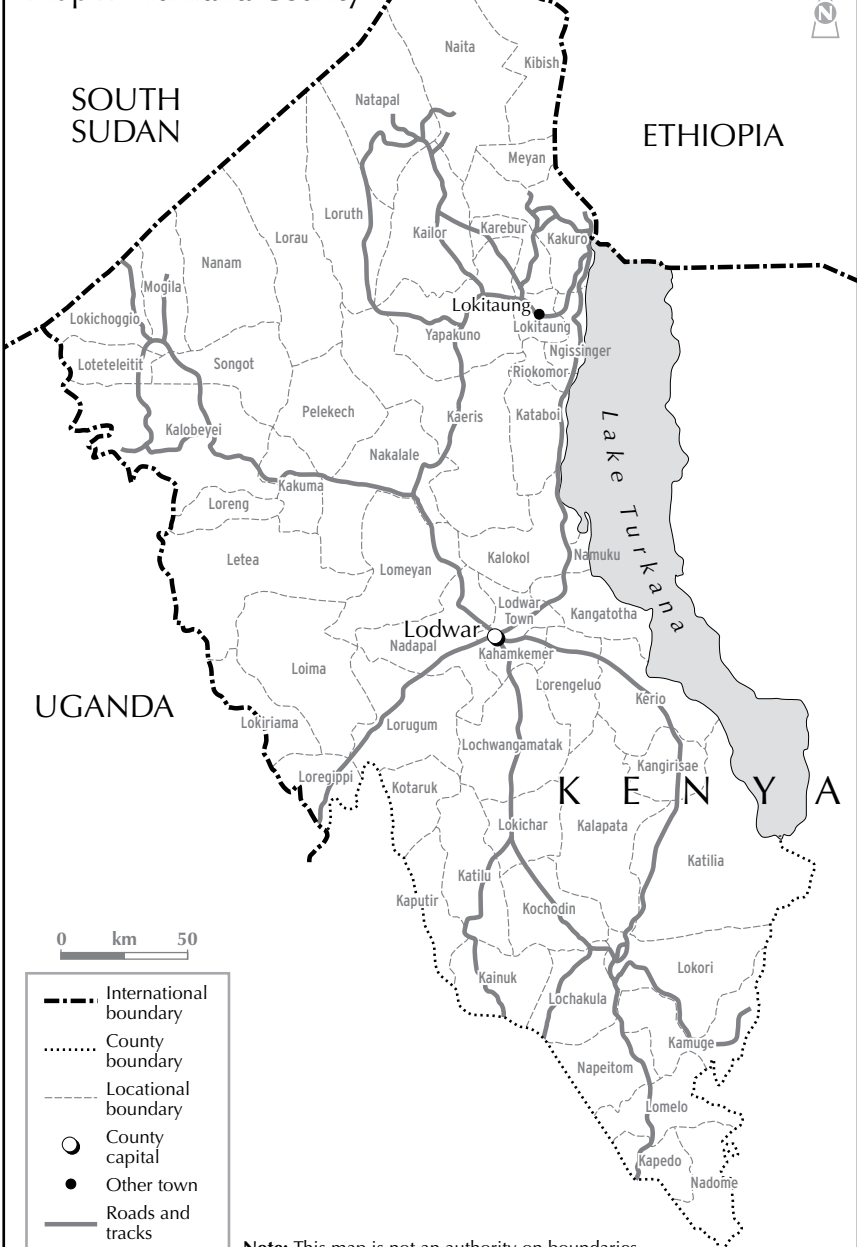 N
Naita
Kibish
SOUTH
SUDAN
Natapal
ETHIOPIA
Meyan
Loruth
Lorau
Kailor
Karebur
Kakuro
Nanam
Mogila
Lokitaung
Lokichoggio
Lokitaung
Yapakuno
Ngissinger
Loteteleitit
Songot
Riokomor
Pelekech
Kaeris
Kataboi
Kalobeyei
Lake Turkana
Nakalale
Kakuma
Loreng
Letea
Kalokol
Namuku
Lomeyan
Lodwar
Town
Kangatotha
Lodwar
Nadapal
Kahamkemer
Loima
Lorengeluo
UGANDA
Kerio
Lokiriama
Lorugum
Lochwangamatak
Loregippi
Kangirisae
Kotaruk
KENYA
Lokichar
Kalapata
Katilia
Katilu
Kaputir
Kochodin
0 km 50
Kainuk
Lokori
Lochakula
International
boundary
County
boundary
Kamuge
Napeitom
Locational
boundary
Lomelo
County
capital
Kapedo
Other town
Nadome
Roads and
tracks
Note: This map is not an authority on boundaries